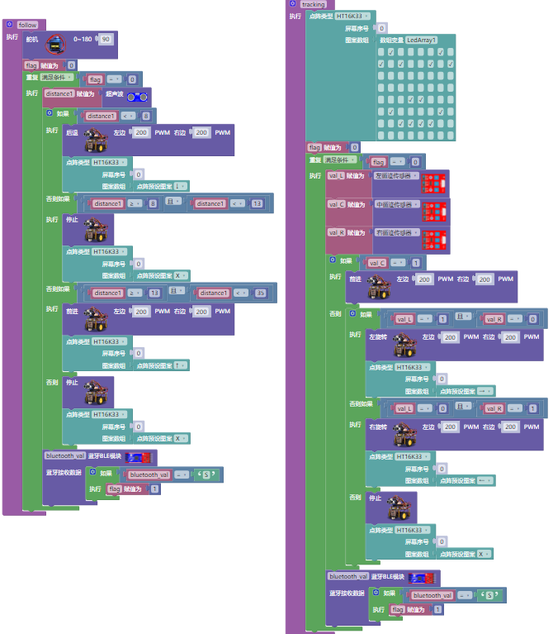 follow
执行
舵机 0~180 90
flag 赋值为 0
重复 满足条件 flag = 0
执行
distance1 赋值为 超声波
如果 distance1 < 8
执行
后退 左边 200 PWM 右边 200 PWM
点阵类型 HT16K33
屏幕序号 0
图案数组 点阵预设图案
否则如果 distance1 ≥ 8 且 distance1 < 13
执行
停止
点阵类型 HT16K33
屏幕序号 0
图案数组 点阵预设图案 X
否则如果 distance1 ≥ 13 且 distance1 < 35
执行
前进 左边 200 PWM 右边 200 PWM
点阵类型 HT16K33
屏幕序号 0
图案数组 点阵预设图案
否则
停止
点阵类型 HT16K33
屏幕序号 0
图案数组 点阵预设图案 X
bluetooth_val 蓝牙BLE模块
蓝牙接收数据 如果 bluetooth_val = “S”
执行 flag 赋值为 1
tracking
执行
点阵类型 HT16K33
屏幕序号 0
图案数组 数组变量 LedArray1
flag 赋值为 0
重复 满足条件 flag = 0
执行
val_L 赋值为 左循迹传感器
val_C 赋值为 中循迹传感器
val_R 赋值为 右循迹传感器
如果 val_C = 1
执行
前进 左边 200 PWM 右边 200 PWM
否则 如果 val_L = 1 且 val_R = 0
执行
左旋转 左边 200 PWM 右边 200 PWM
点阵类型 HT16K33
屏幕序号 0
图案数组 点阵预设图案
否则如果 val_L = 0 且 val_R = 1
执行
右旋转 左边 200 PWM 右边 200 PWM
点阵类型 HT16K33
屏幕序号 0
图案数组 点阵预设图案
否则
停止
点阵类型 HT16K33
屏幕序号 0
图案数组 点阵预设图案 X
bluetooth_val 蓝牙BLE模块
蓝牙接收数据 如果 bluetooth_val = “S”
执行 flag 赋值为 1